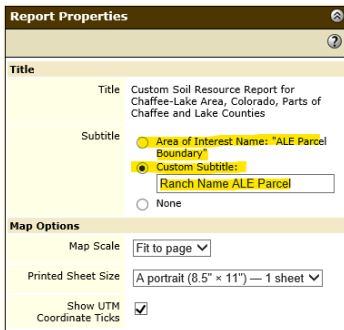 Report Properties
?
Title
Title Custom Soil Resource Report for
Chaffee-Lake Area, Colorado, Parts of
Chaffee and Lake Counties
Subtitle Area of Interest Name: "ALE Parcel
Boundary"
Custom Subtitle:
Ranch Name ALE Parcel
None
Map Options
Map Scale Fit to page
Printed Sheet Size A portrait (8.5" × 11") — 1 sheet
Show UTM
Coordinate Ticks